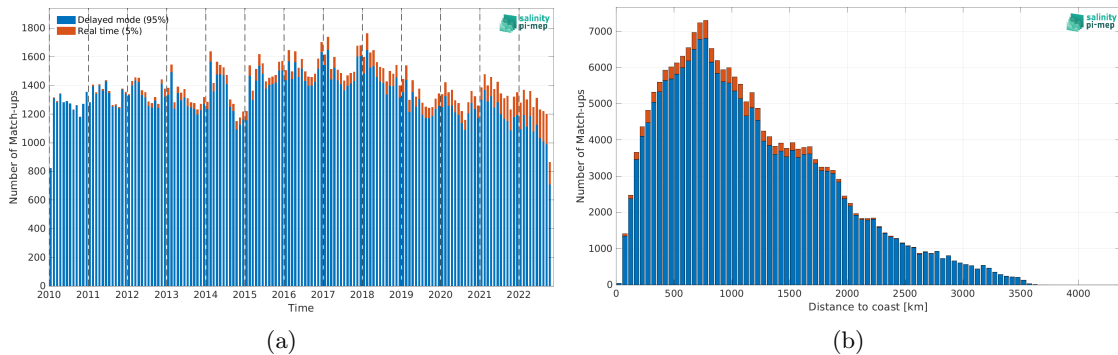 Delayed mode (95%)
Real time (5%)
salinity
pi-mep
Number of Match-ups
1800
1600
1400
1200
1000
800
600
400
200
0
2010 2011 2012 2013 2014 2015 2016 2017 2018 2019 2020 2021 2022
Time
(a)
salinity
pi-mep
Number of Match-ups
7000
6000
5000
4000
3000
2000
1000
0
0 500 1000 1500 2000 2500 3000 3500 4000
Distance to coast [km]
(b)